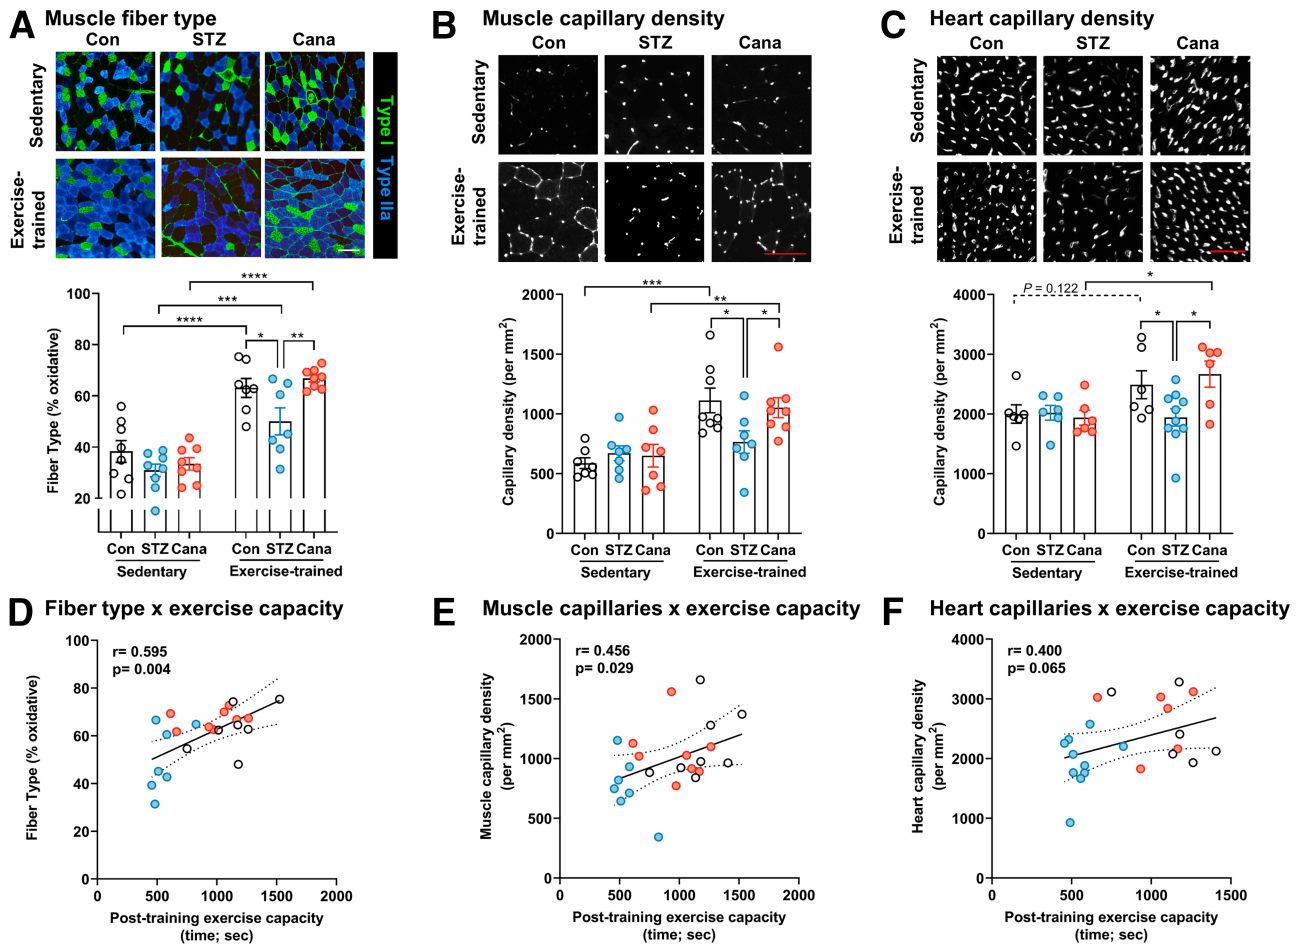 A Muscle fiber type
Con STZ Cana
Sedentary
Exercise-
trained
Type I Type IIa
****
***
****
* **
Fiber Type (% oxidative)
100
80
60
40
20
Con STZ Cana Con STZ Cana
Sedentary Exercise-trained
B Muscle capillary density
Con STZ Cana
Sedentary
Exercise-
trained
***
**
* *
Capillary density (per mm2)
2000
1500
1000
500
0
Con STZ Cana Con STZ Cana
Sedentary Exercise-trained
C Heart capillary density
Con STZ Cana
Sedentary
Exercise-
trained
*
P = 0.122
* *
Capillary density (per mm2)
4000
3000
2000
1000
0
Con STZ Cana Con STZ Cana
Sedentary Exercise-trained
D Fiber type x exercise capacity
r= 0.595
p= 0.004
Fiber Type (% oxidative)
100
80
60
40
20
0
0 500 1000 1500 2000
Post-training exercise capacity
(time; sec)
E Muscle capillaries x exercise capacity
r= 0.456
p= 0.029
Muscle capillary density
(per mm2)
2000
1500
1000
500
0
0 500 1000 1500 2000
Post-training exercise capacity
(time; sec)
F Heart capillaries x exercise capacity
r= 0.400
p= 0.065
Heart capillary density
(per mm2)
4000
3000
2000
1000
0
0 500 1000 1500
Post-training exercise capacity
(time; sec)